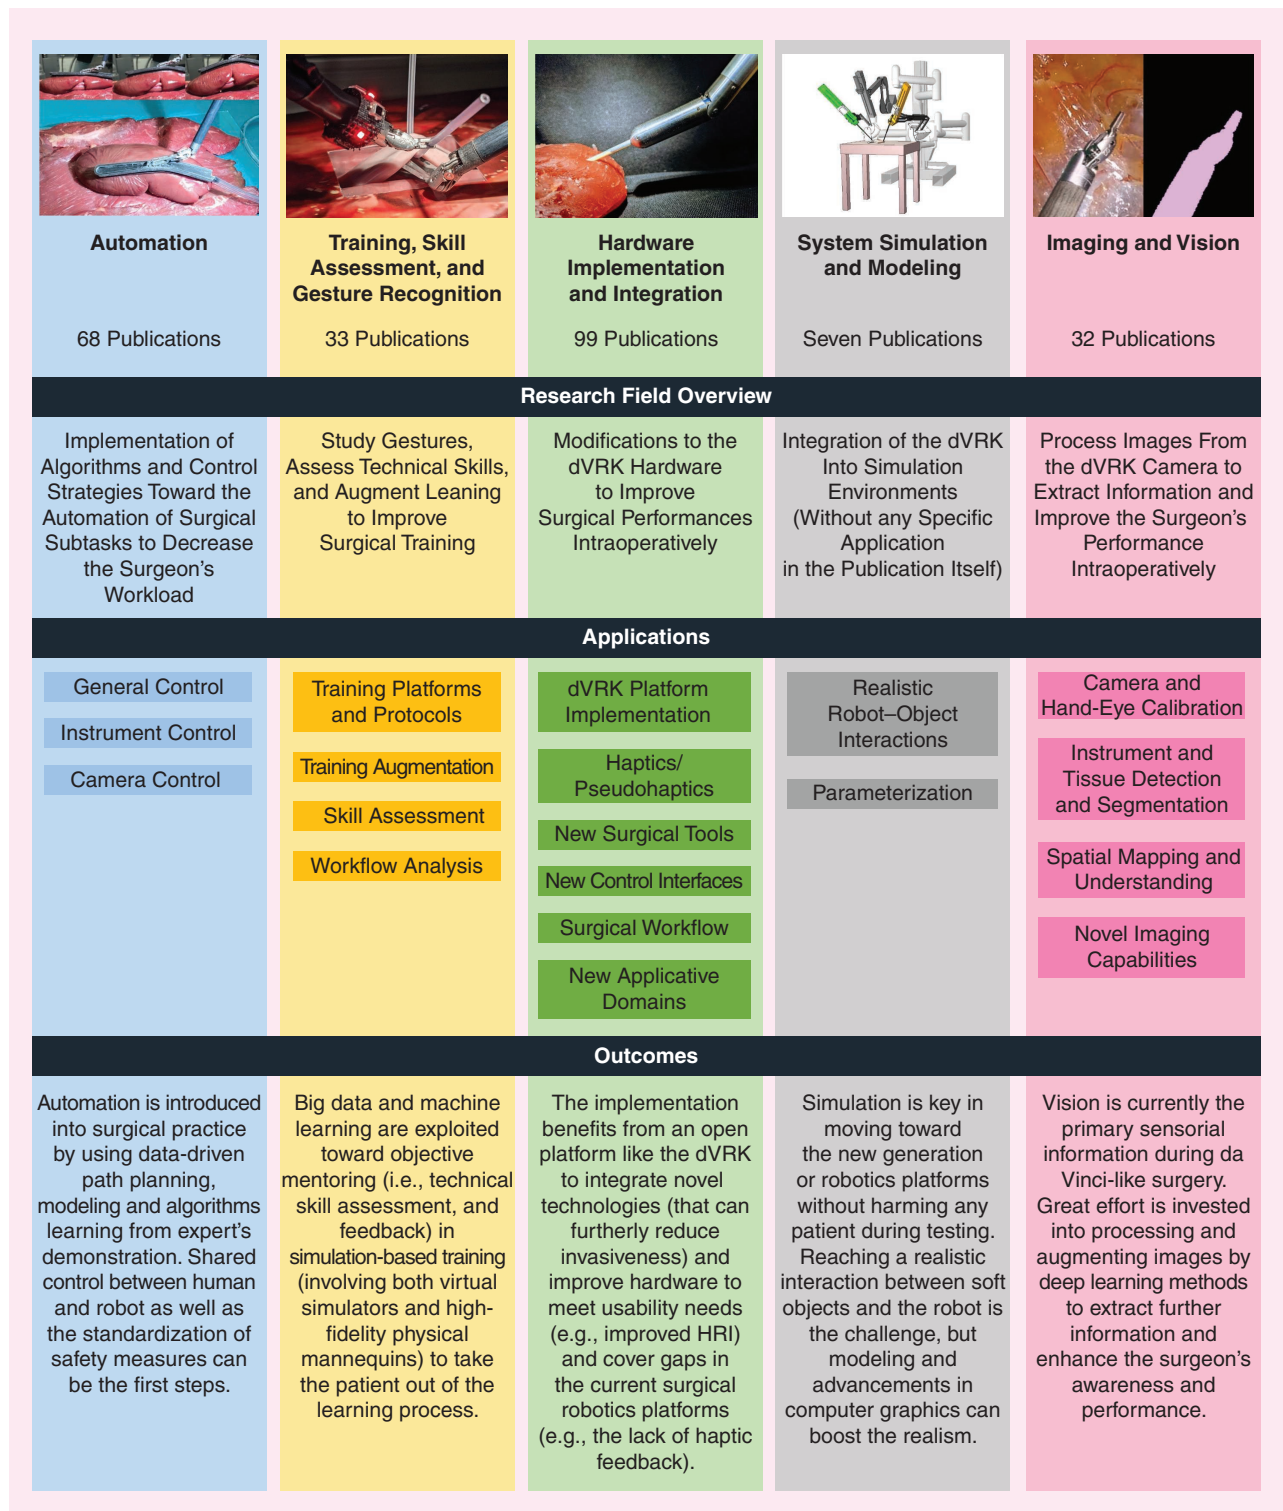 Automation
68 Publications
Training, Skill
Assessment, and
Gesture Recognition
33 Publications
Hardware
Implementation
and Integration
99 Publications
System Simulation
and Modeling
Seven Publications
Imaging and Vision
32 Publications
Research Field Overview
Implementation of
Algorithms and Control
Strategies Toward the
Automation of Surgical
Subtasks to Decrease
the Surgeon's
Workload
Study Gestures,
Assess Technical Skills,
and Augment Leaning
to Improve
Surgical Training
Modifications to the
dVRK Hardware
to Improve
Surgical Performances
Intraoperatively
Integration of the dVRK
Into Simulation
Environments
(Without any Specific
Application
in the Publication Itself)
Process Images From
the dVRK Camera to
Extract Information and
Improve the Surgeon's
Performance
Intraoperatively
Applications
General Control
Instrument Control
Camera Control
Training Platforms
and Protocols
Training Augmentation
Skill Assessment
Workflow Analysis
dVRK Platform
Implementation
Haptics/
Pseudohaptics
New Surgical Tools
New Control Interfaces
Surgical Workflow
New Applicative
Domains
Realistic
Robot–Object
Interactions
Parameterization
Camera and
Hand-Eye Calibration
Instrument and
Tissue Detection
and Segmentation
Spatial Mapping and
Understanding
Novel Imaging
Capabilities
Outcomes
Automation is introduced
into surgical practice
by using data-driven
path planning,
modeling and algorithms
learning from expert's
demonstration. Shared
control between human
and robot as well as
the standardization of
safety measures can
be the first steps.
Big data and machine
learning are exploited
toward objective
mentoring (i.e., technical
skill assessment, and
feedback) in
simulation-based training
(involving both virtual
simulators and high-
fidelity physical
mannequins) to take
the patient out of the
learning process.
The implementation
benefits from an open
platform like the dVRK
to integrate novel
technologies (that can
furtherly reduce
invasiveness) and
improve hardware to
meet usability needs
(e.g., improved HRI)
and cover gaps in
the current surgical
robotics platforms
(e.g., the lack of haptic
feedback).
Simulation is key in
moving toward
the new generation
or robotics platforms
without harming any
patient during testing.
Reaching a realistic
interaction between soft
objects and the robot is
the challenge, but
modeling and
advancements in
computer graphics can
boost the realism.
Vision is currently the
primary sensorial
information during da
Vinci-like surgery.
Great effort is invested
into processing and
augmenting images by
deep learning methods
to extract further
information and
enhance the surgeon's
awareness and
performance.